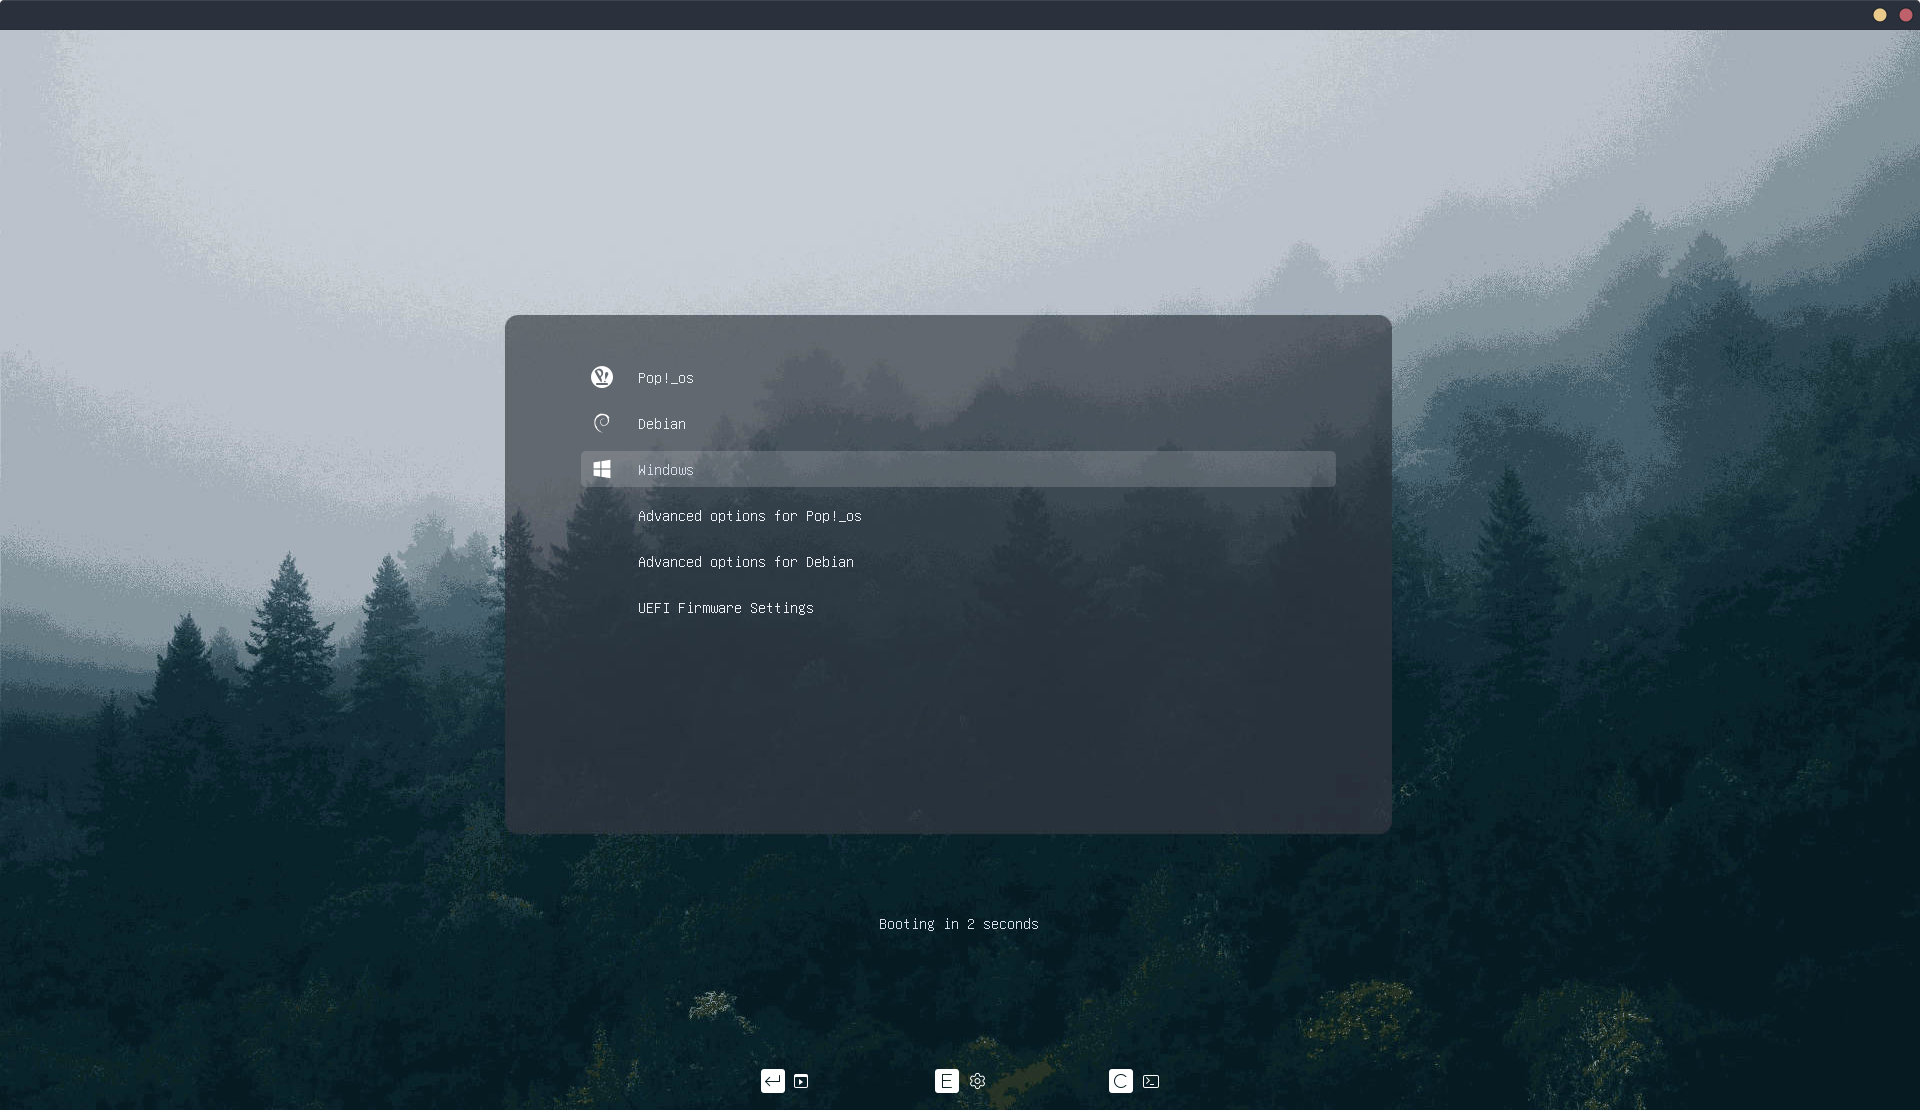 Pop!_os
Debian
Windows
Advanced options for Pop!_os
Advanced options for Debian
UEFI Firmware Settings
Booting in 2 seconds
E
C